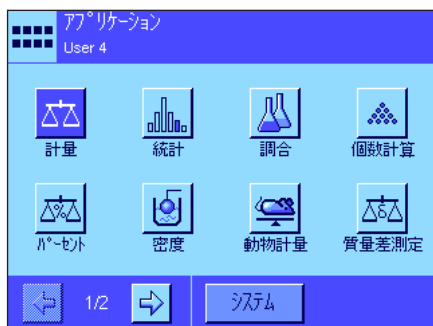 ｱﾌﾟﾘｹｰｼｮﾝ
User 4
計量
統計
調合
個数計算
ﾊﾟｰｾﾝﾄ
密度
動物計量
質量差測定
1/2
ｼｽﾃﾑ